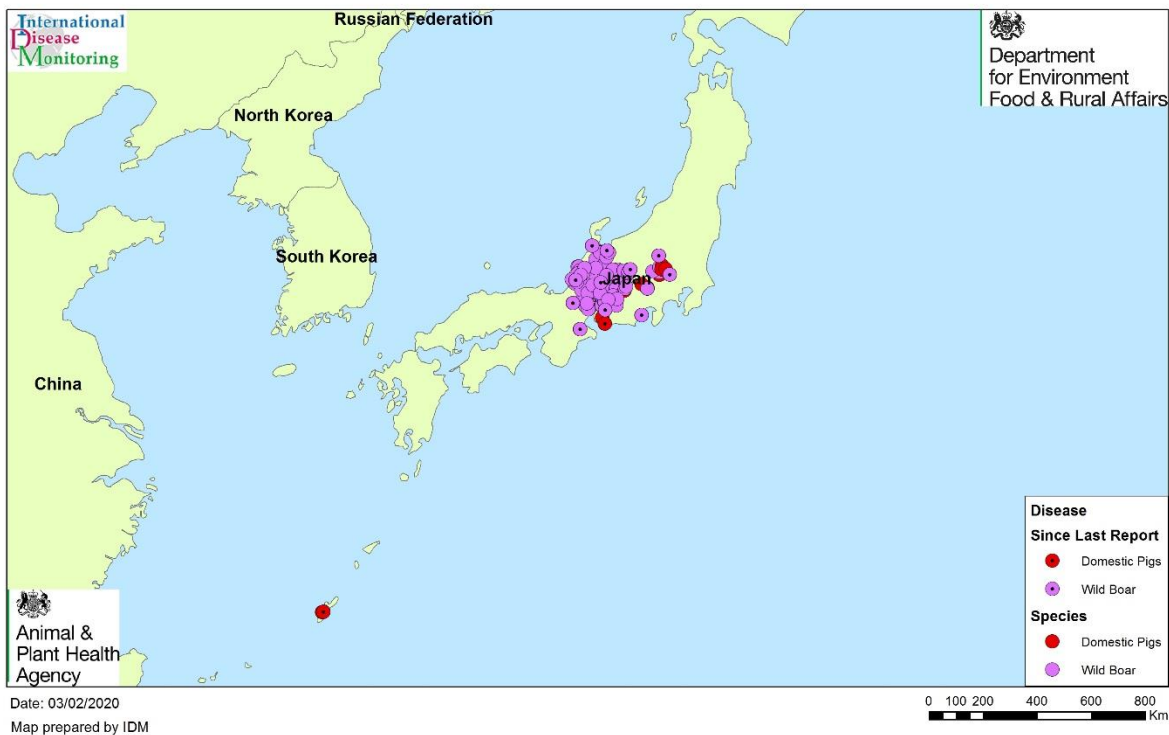 International
Disease
Monitoring
Russian Federation
Department
for Environment
Food & Rural Affairs
North Korea
South Korea
Japan
China
Disease
Since Last Report
Domestic Pigs
Wild Boar
Species
Domestic Pigs
Wild Boar
Animal &
Plant Health
Agency
Date: 03/02/2020
Map prepared by IDM
0 100 200 400 600 800
Km